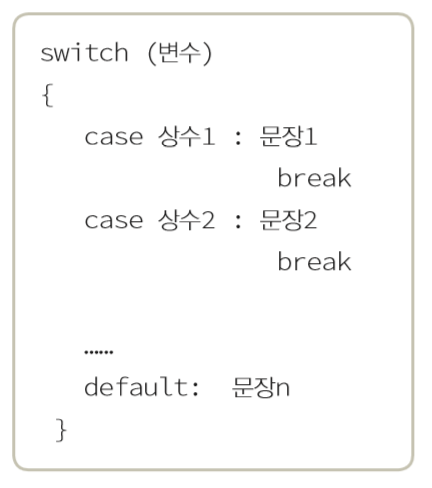 switch (변수)
{
case 상수1 : 문장1
break
case 상수2 : 문장2
break
……
default: 문장n
}